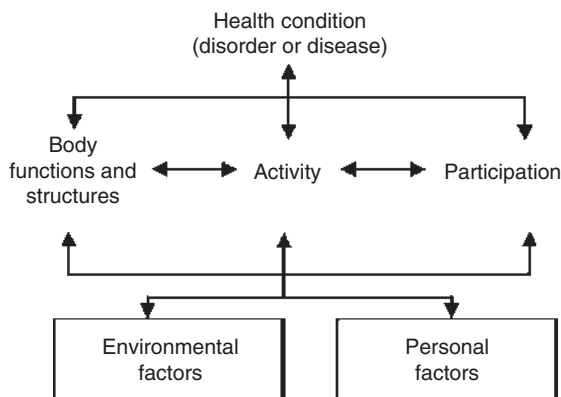 Health condition
(disorder or disease)
Body
functions and
structures
Activity
Participation
Environmental
factors
Personal
factors